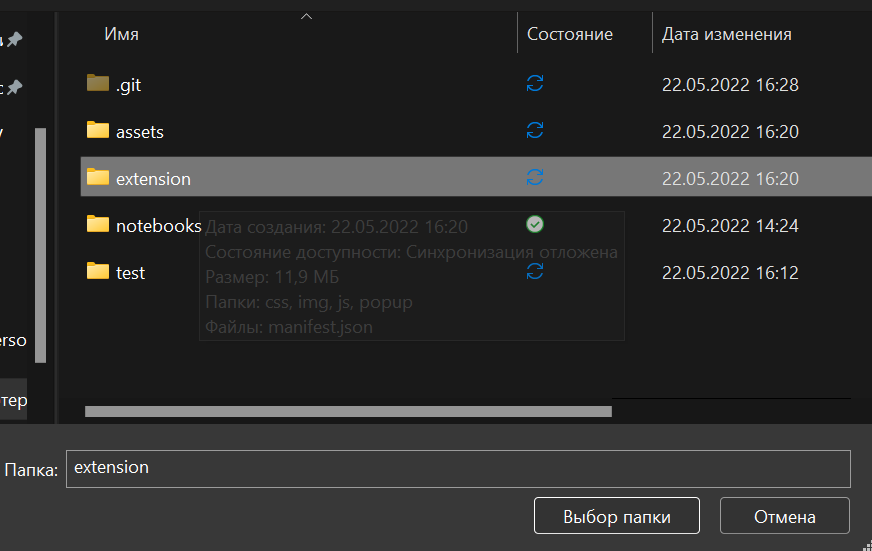 Имя Состояние Дата изменения
.git 22.05.2022 16:28
assets 22.05.2022 16:20
extension 22.05.2022 16:20
notebooks 22.05.2022 14:24
Дата создания: 22.05.2022 16:20
Состояние доступности: Синхронизация отложена
test 22.05.2022 16:12
Размер: 11,9 МБ
Папки: css, img, js, popup
Файлы: manifest.json
erso
тер
Папка: extension
Выбор папки Отмена